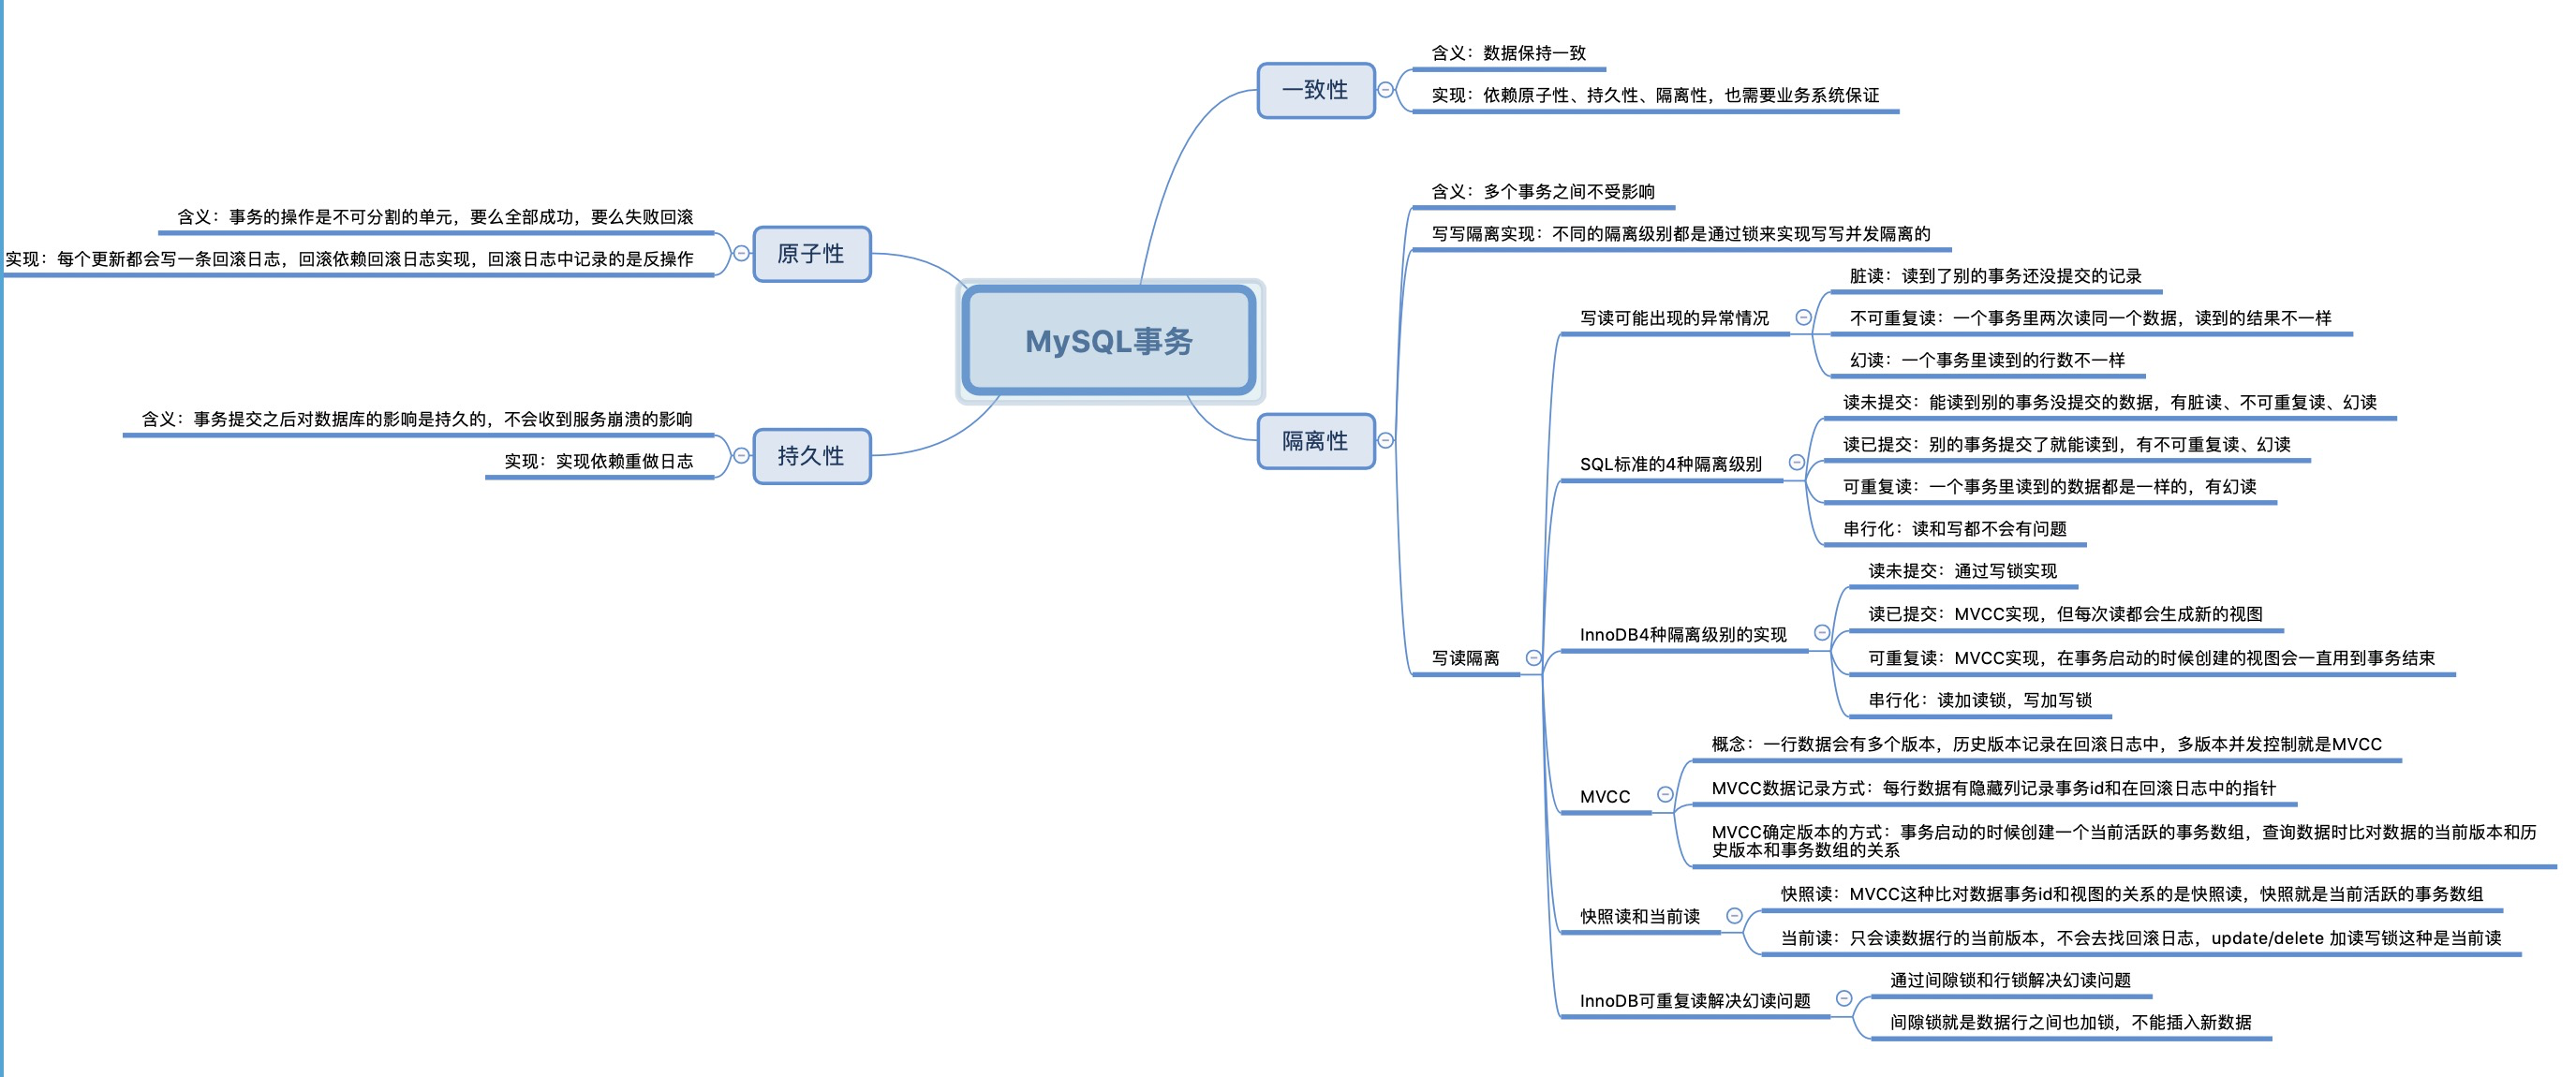 MySQL事务
原子性
含义：事务的操作是不可分割的单元，要么全部成功，要么失败回滚
实现：每个更新都会写一条回滚日志，回滚依赖回滚日志实现，回滚日志中记录的是反操作
持久性
含义：事务提交之后对数据库的影响是持久的，不会收到服务崩溃的影响
实现：实现依赖重做日志
一致性
含义：数据保持一致
实现：依赖原子性、持久性、隔离性，也需要业务系统保证
隔离性
含义：多个事务之间不受影响
写写隔离实现：不同的隔离级别都是通过锁来实现写写并发隔离的
写读隔离
写读可能出现的异常情况
脏读：读到了别的事务还没提交的记录
不可重复读：一个事务里两次读同一个数据，读到的结果不一样
幻读：一个事务里读到的行数不一样
SQL标准的4种隔离级别
读未提交：能读到别的事务没提交的数据，有脏读、不可重复读、幻读
读已提交：别的事务提交了就能读到，有不可重复读、幻读
可重复读：一个事务里读到的数据都是一样的，有幻读
串行化：读和写都不会有问题
InnoDB4种隔离级别的实现
读未提交：通过写锁实现
读已提交：MVCC实现，但每次读都会生成新的视图
可重复读：MVCC实现，在事务启动的时候创建的视图会一直用到事务结束
串行化：读加读锁，写加写锁
MVCC
概念：一行数据会有多个版本，历史版本记录在回滚日志中，多版本并发控制就是MVCC
MVCC数据记录方式：每行数据有隐藏列记录事务id和在回滚日志中的指针
MVCC确定版本的方式：事务启动的时候创建一个当前活跃的事务数组，查询数据时比对数据的当前版本和历
史版本和事务数组的关系
快照读和当前读
快照读：MVCC这种比对数据事务id和视图的关系的是快照读，快照就是当前活跃的事务数组
当前读：只会读数据行的当前版本，不会去找回滚日志，update/delete 加读写锁这种是当前读
InnoDB可重复读解决幻读问题
通过间隙锁和行锁解决幻读问题
间隙锁就是数据行之间也加锁，不能插入新数据